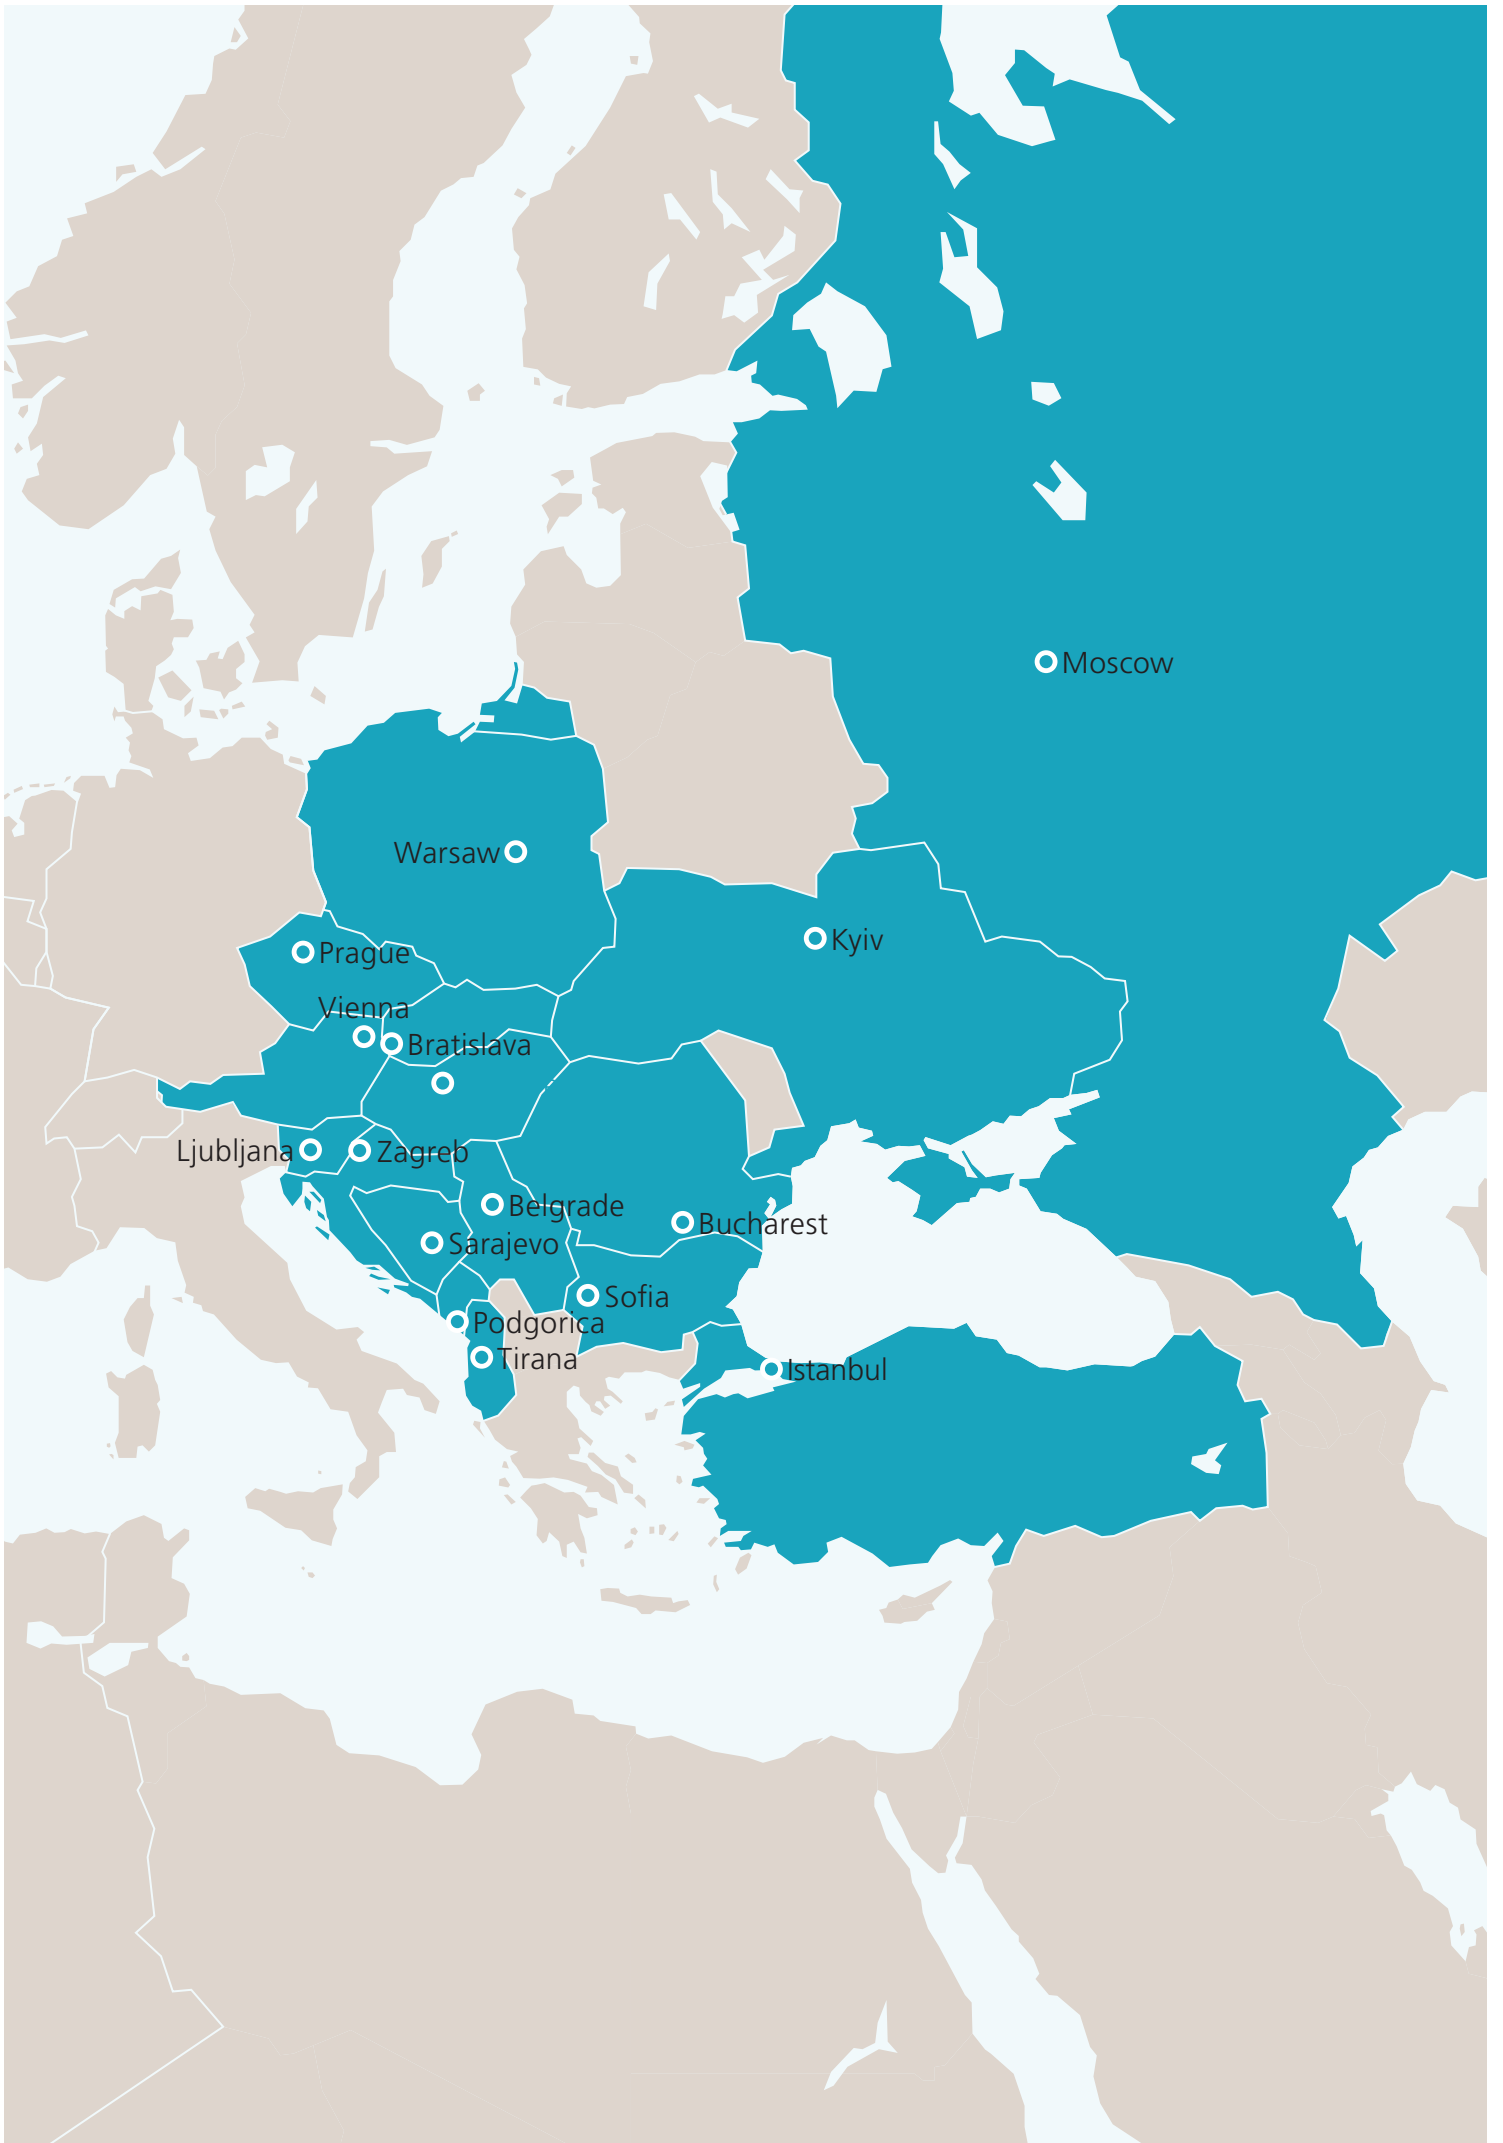 Moscow
Warsaw
Kyiv
Prague
Vienna
Bratislava
Ljubljana
Zagreb
Belgrade
Bucharest
Sarajevo
Sofia
Podgorica
Tirana
Istanbul